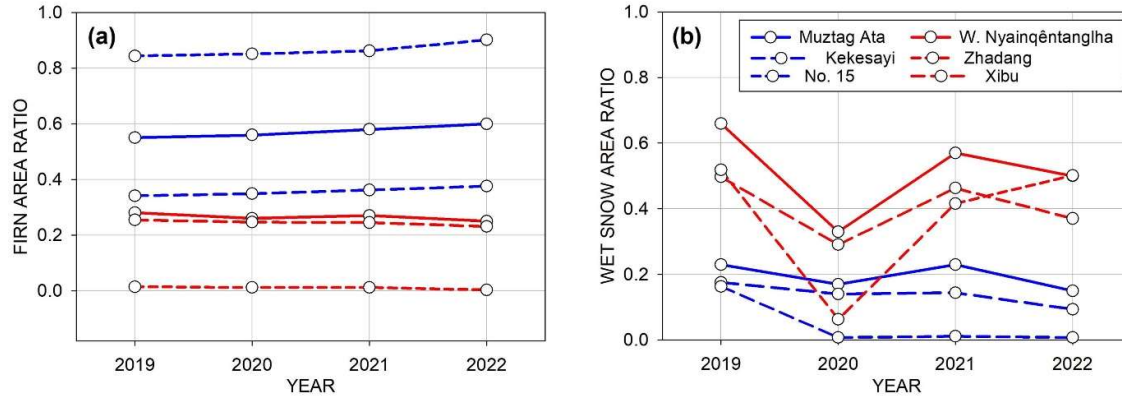 (a)
FIRN AREA RATIO
1.0
0.8
0.6
0.4
0.2
0.0
2019 2020 2021 2022
YEAR
(b)
Muztag Ata W. Nyainqêntanglha
Kekesayi Zhadang
No. 15 Xibu
WET SNOW AREA RATIO
1.0
0.8
0.6
0.4
0.2
0.0
2019 2020 2021 2022
YEAR